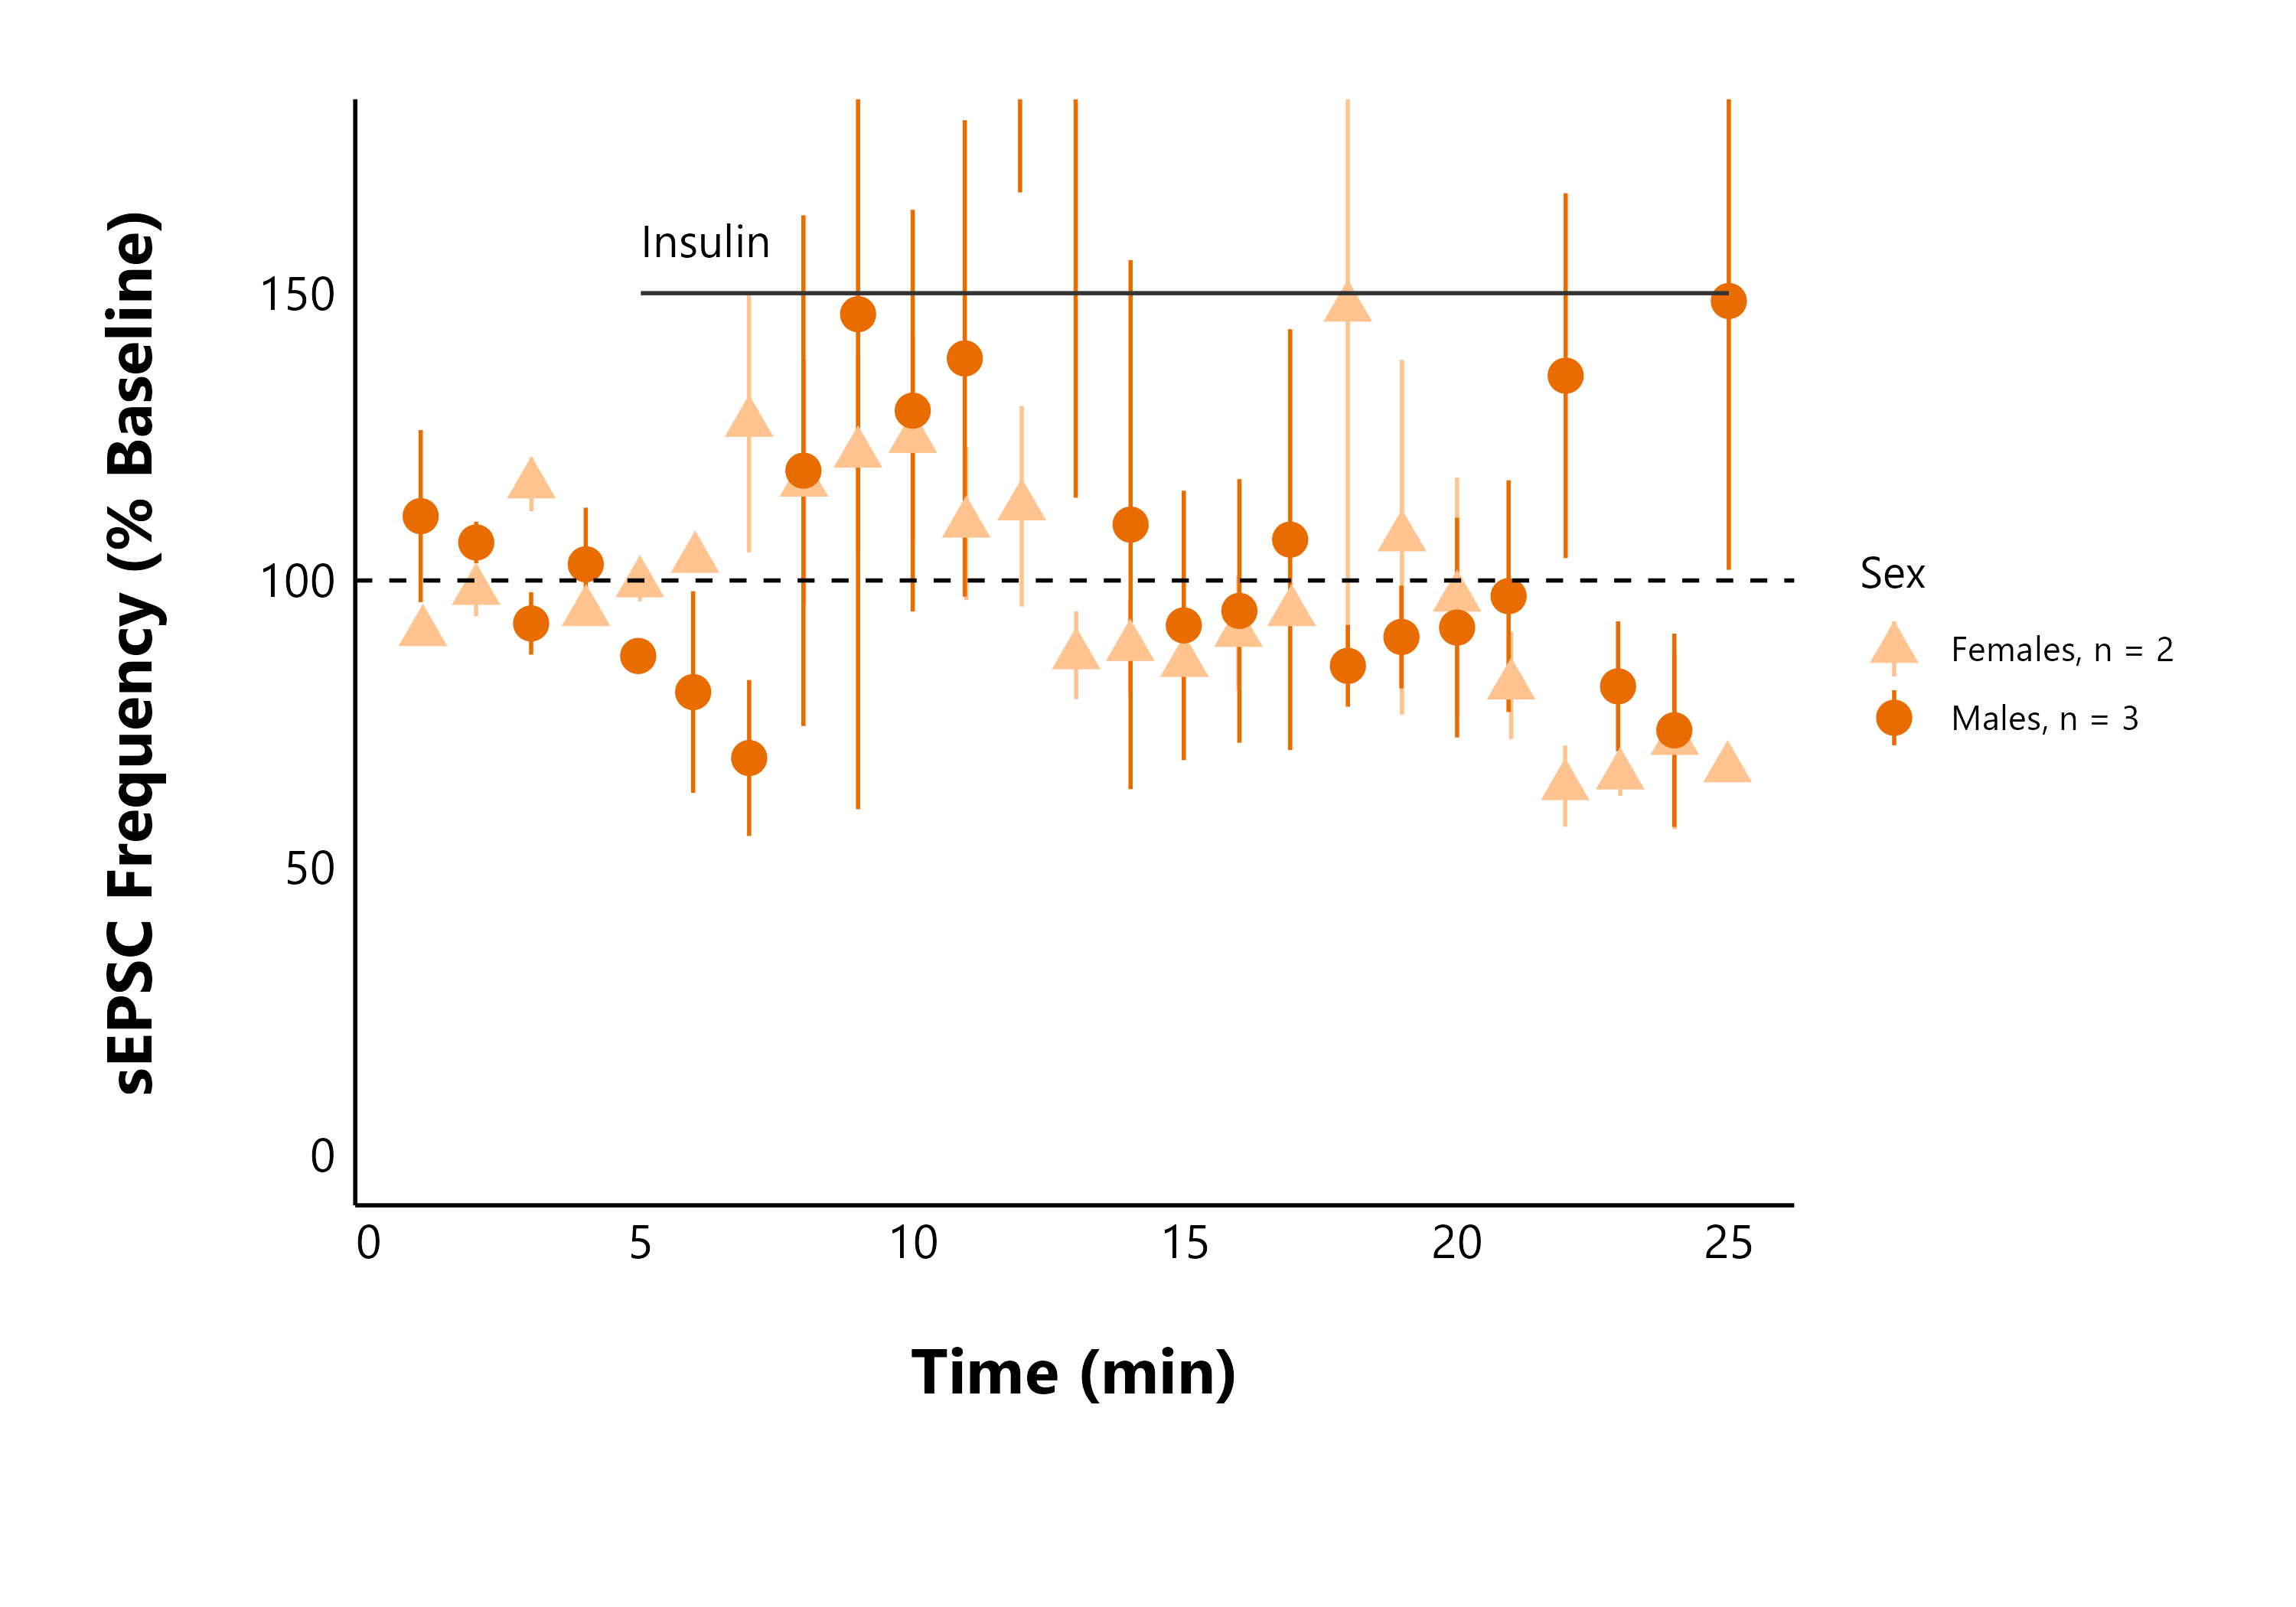 sEPSC Frequency (% Baseline)
150
100
50
0
Insulin
0 5 10 15 20 25
Time (min)
Sex
Females, n = 2
Males, n = 3